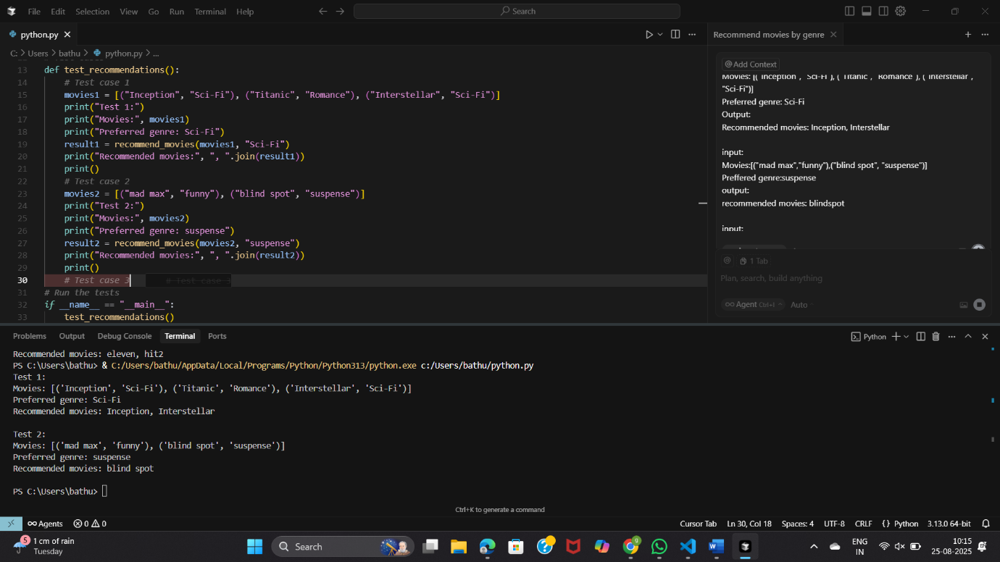 File Edit Selection View Go Run Terminal Help
Search
python.py
Recommend movies by genre
C: > Users > bathu > python.py > ...
13 def test_recommendations():
14 # Test case 1
15 movies1 = [("Inception", "Sci-Fi"), ("Titanic", "Romance"), ("Interstellar", "Sci-Fi")]
16 print("Test 1:")
17 print("Movies:", movies1)
18 print("Preferred genre: Sci-Fi")
19 result1 = recommend_movies(movies1, "Sci-Fi")
20 print("Recommended movies:", ", ".join(result1))
21 print()
22 # Test case 2
23 movies2 = [("mad max", "funny"), ("blind spot", "suspense")]
24 print("Test 2:")
25 print("Movies:", movies2)
26 print("Preferred genre: suspense")
27 result2 = recommend_movies(movies2, "suspense")
28 print("Recommended movies:", ", ".join(result2))
29 print()
30 # Test case 3 # Test case 3
31 # Run the tests
32 if __name__ == "__main__":
33 test_recommendations()
@ Add Context
Movies: [("Inception", "Sci-Fi"), ("Titanic", "Romance"), ("Interstellar",
"Sci-Fi")]
Preferred genre: Sci-Fi
Output:
Recommended movies: Inception, Interstellar
input:
Movies:[("mad max","funny"),("blind spot", "suspense")]
Preffered genre:suspense
output:
recommended movies: blindspot
input:
@ 1 Tab
Plan, search, build anything
Agent Ctrl+I Auto
Problems Output Debug Console Terminal Ports
Python
Recommended movies: eleven, hit2
PS C:\Users\bathu> & C:/Users/bathu/AppData/Local/Programs/Python/Python313/python.exe c:/Users/bathu/python.py
Test 1:
Movies: [('Inception', 'Sci-Fi'), ('Titanic', 'Romance'), ('Interstellar', 'Sci-Fi')]
Preferred genre: Sci-Fi
Recommended movies: Inception, Interstellar
Test 2:
Movies: [('mad max', 'funny'), ('blind spot', 'suspense')]
Preferred genre: suspense
Recommended movies: blind spot
PS C:\Users\bathu>
Ctrl+K to generate a command
Agents 0 0
Cursor Tab Ln 30, Col 18 Spaces: 4 UTF-8 CRLF {} Python 3.13.0 64-bit
5
1 cm of rain
Tuesday
Search
9
ENG
IN
10:15
25-08-2025